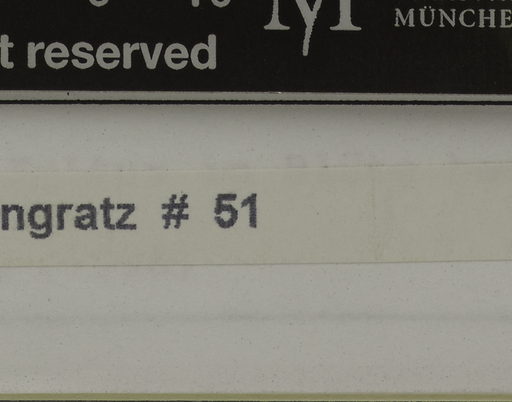 MÜNCHE
t reserved
ngratz # 51